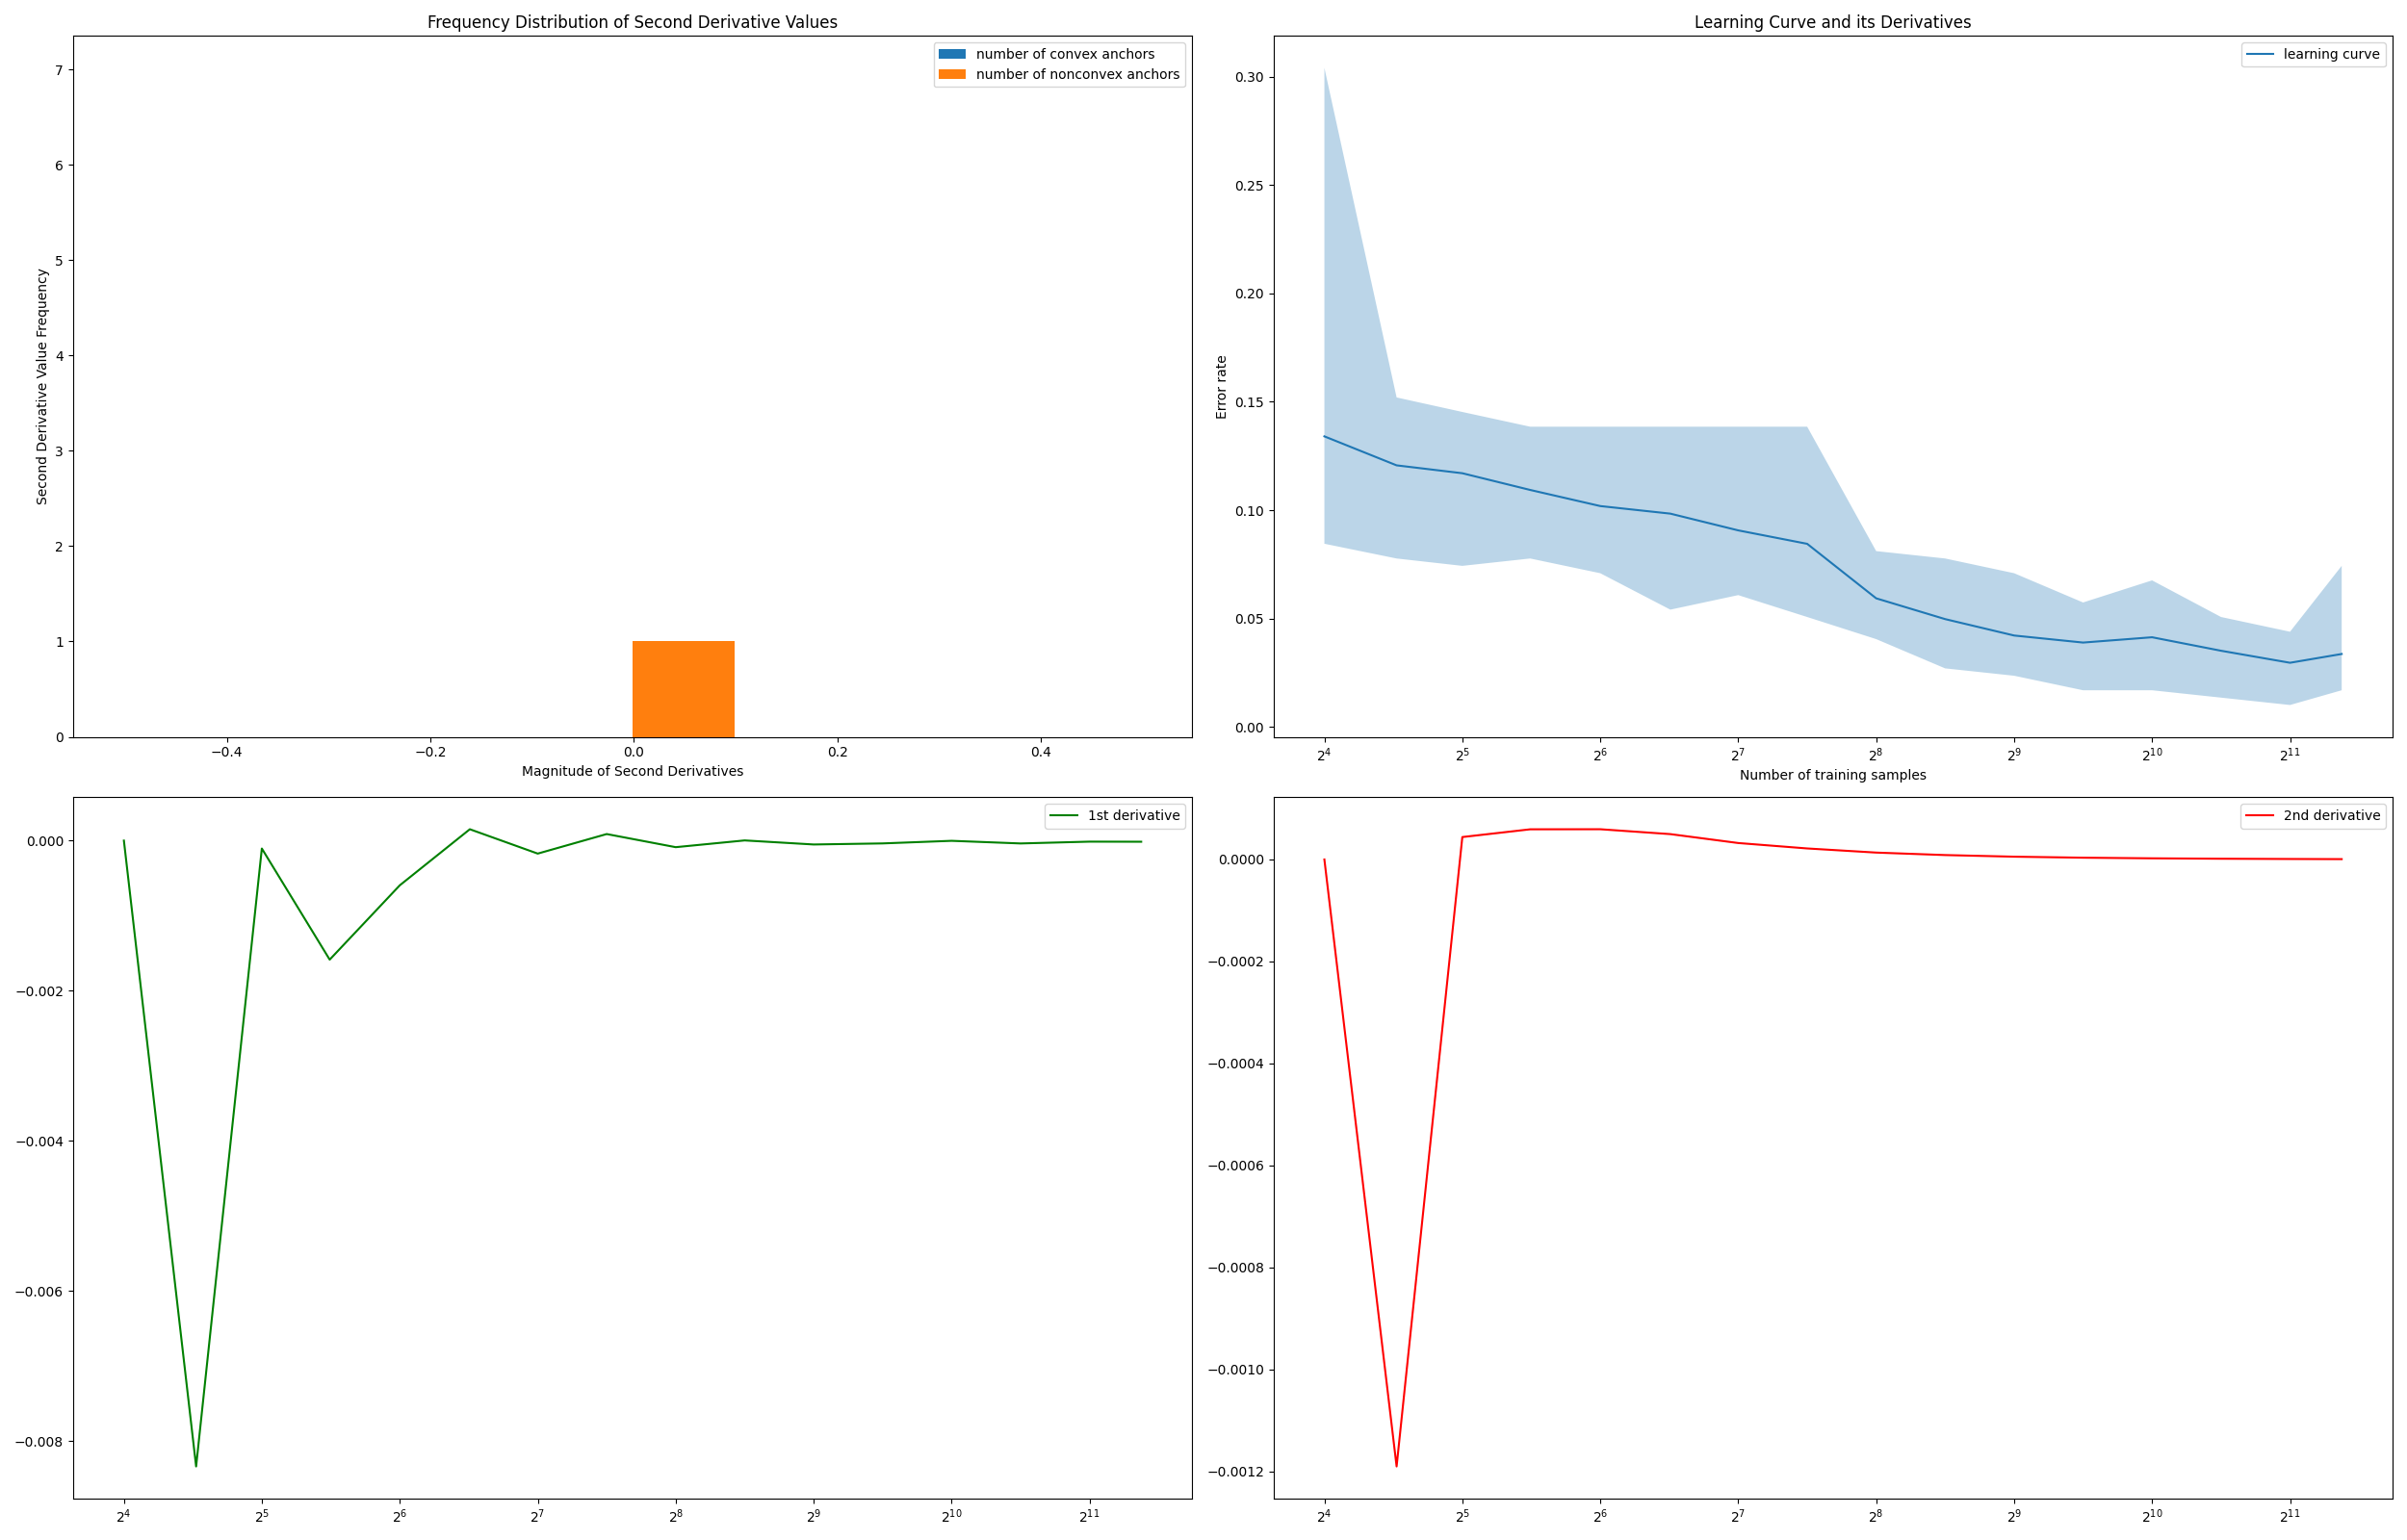 Frequency Distribution of Second Derivative Values
number of convex anchors
number of nonconvex anchors
7
6
5
4
3
2
1
0
Second Derivative Value Frequency
−0.4 −0.2 0.0 0.2 0.4
Magnitude of Second Derivatives
Learning Curve and its Derivatives
learning curve
0.30
0.25
0.20
0.15
0.10
0.05
0.00
Error rate
2⁴ 2⁵ 2⁶ 2⁷ 2⁸ 2⁹ 2¹⁰ 2¹¹
Number of training samples
1st derivative
0.000
−0.002
−0.004
−0.006
−0.008
2⁴ 2⁵ 2⁶ 2⁷ 2⁸ 2⁹ 2¹⁰ 2¹¹
2nd derivative
0.0000
−0.0002
−0.0004
−0.0006
−0.0008
−0.0010
−0.0012
2⁴ 2⁵ 2⁶ 2⁷ 2⁸ 2⁹ 2¹⁰ 2¹¹